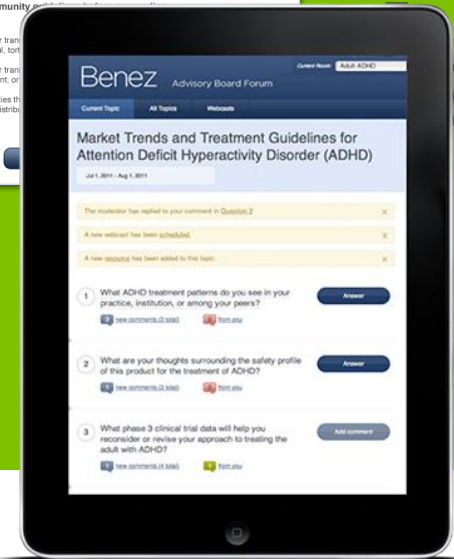 Current Room: Adult ADHD
Benez Advisory Board Forum
Current Topic All Topics Webcasts
Market Trends and Treatment Guidelines for
Attention Deficit Hyperactivity Disorder (ADHD)
Jul 1, 2011 - Aug 1, 2011
The moderator has replied to your comment in Question 2
A new webcast has been scheduled.
A new resource has been added to this topic.
1 What ADHD treatment patterns do you see in your
practice, institution, or among your peers?
Answer
new comments (3 total) from you
2 What are your thoughts surrounding the safety profile
of this product for the treatment of ADHD?
Answer
new comments (3 total) from you
3 What phase 3 clinical trial data will help you
reconsider or revise your approach to treating the
adult with ADHD?
Add comment
new comments (4 total) from you